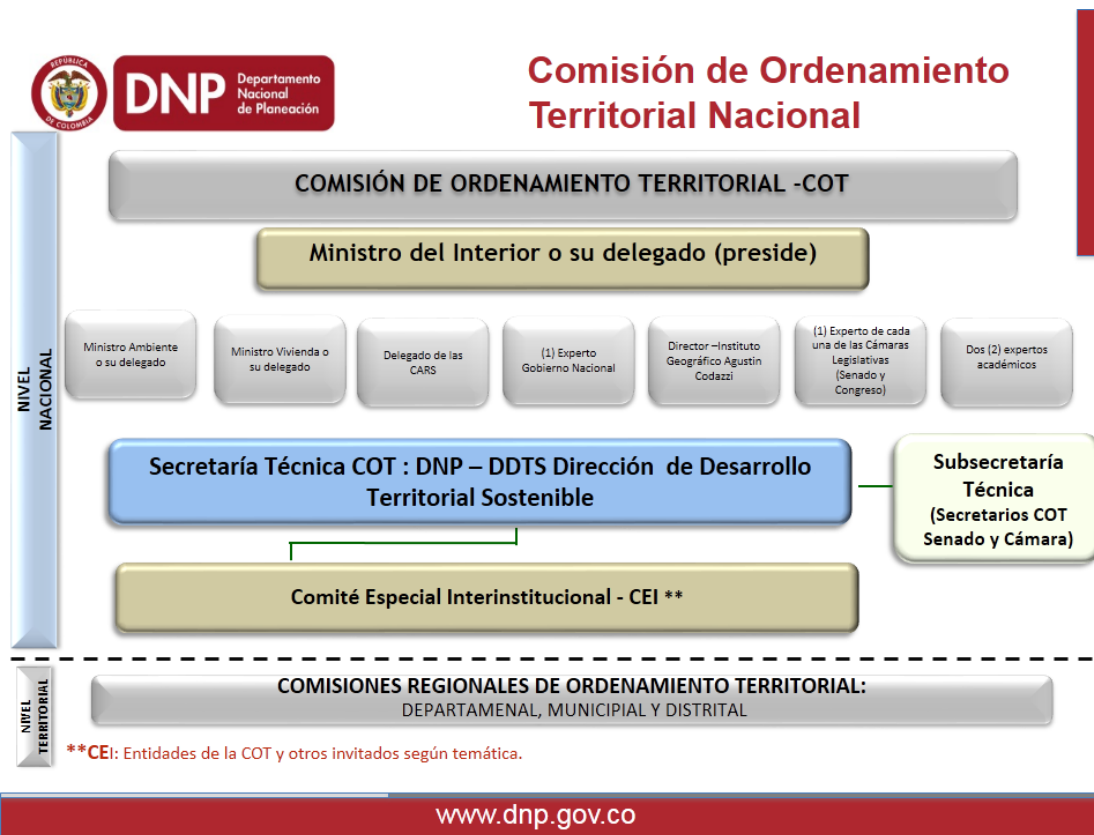 REPÚBLICA
DE COLOMBIA
DNP
Departamento
Nacional
de Planeación
Comisión de Ordenamiento
Territorial Nacional
COMISIÓN DE ORDENAMIENTO TERRITORIAL -COT
Ministro del Interior o su delegado (preside)
Ministro Ambiente
o su delegado
Ministro Vivienda o
su delegado
Delegado de las
CARS
(1) Experto
Gobierno Nacional
Director –Instituto
Geográfico Agustin
Codazzi
(1) Experto de cada
una de las Cámaras
Legislativas
(Senado y
Congreso)
Dos (2) expertos
académicos
NIVEL
NACIONAL
Secretaría Técnica COT : DNP – DDTS Dirección de Desarrollo
Territorial Sostenible
Subsecretaría
Técnica
(Secretarios COT
Senado y Cámara)
Comité Especial Interinstitucional - CEI **
NIVEL
TERRITORIAL
COMISIONES REGIONALES DE ORDENAMIENTO TERRITORIAL:
DEPARTAMENAL, MUNICIPIAL Y DISTRITAL
**CEI: Entidades de la COT y otros invitados según temática.
www.dnp.gov.co